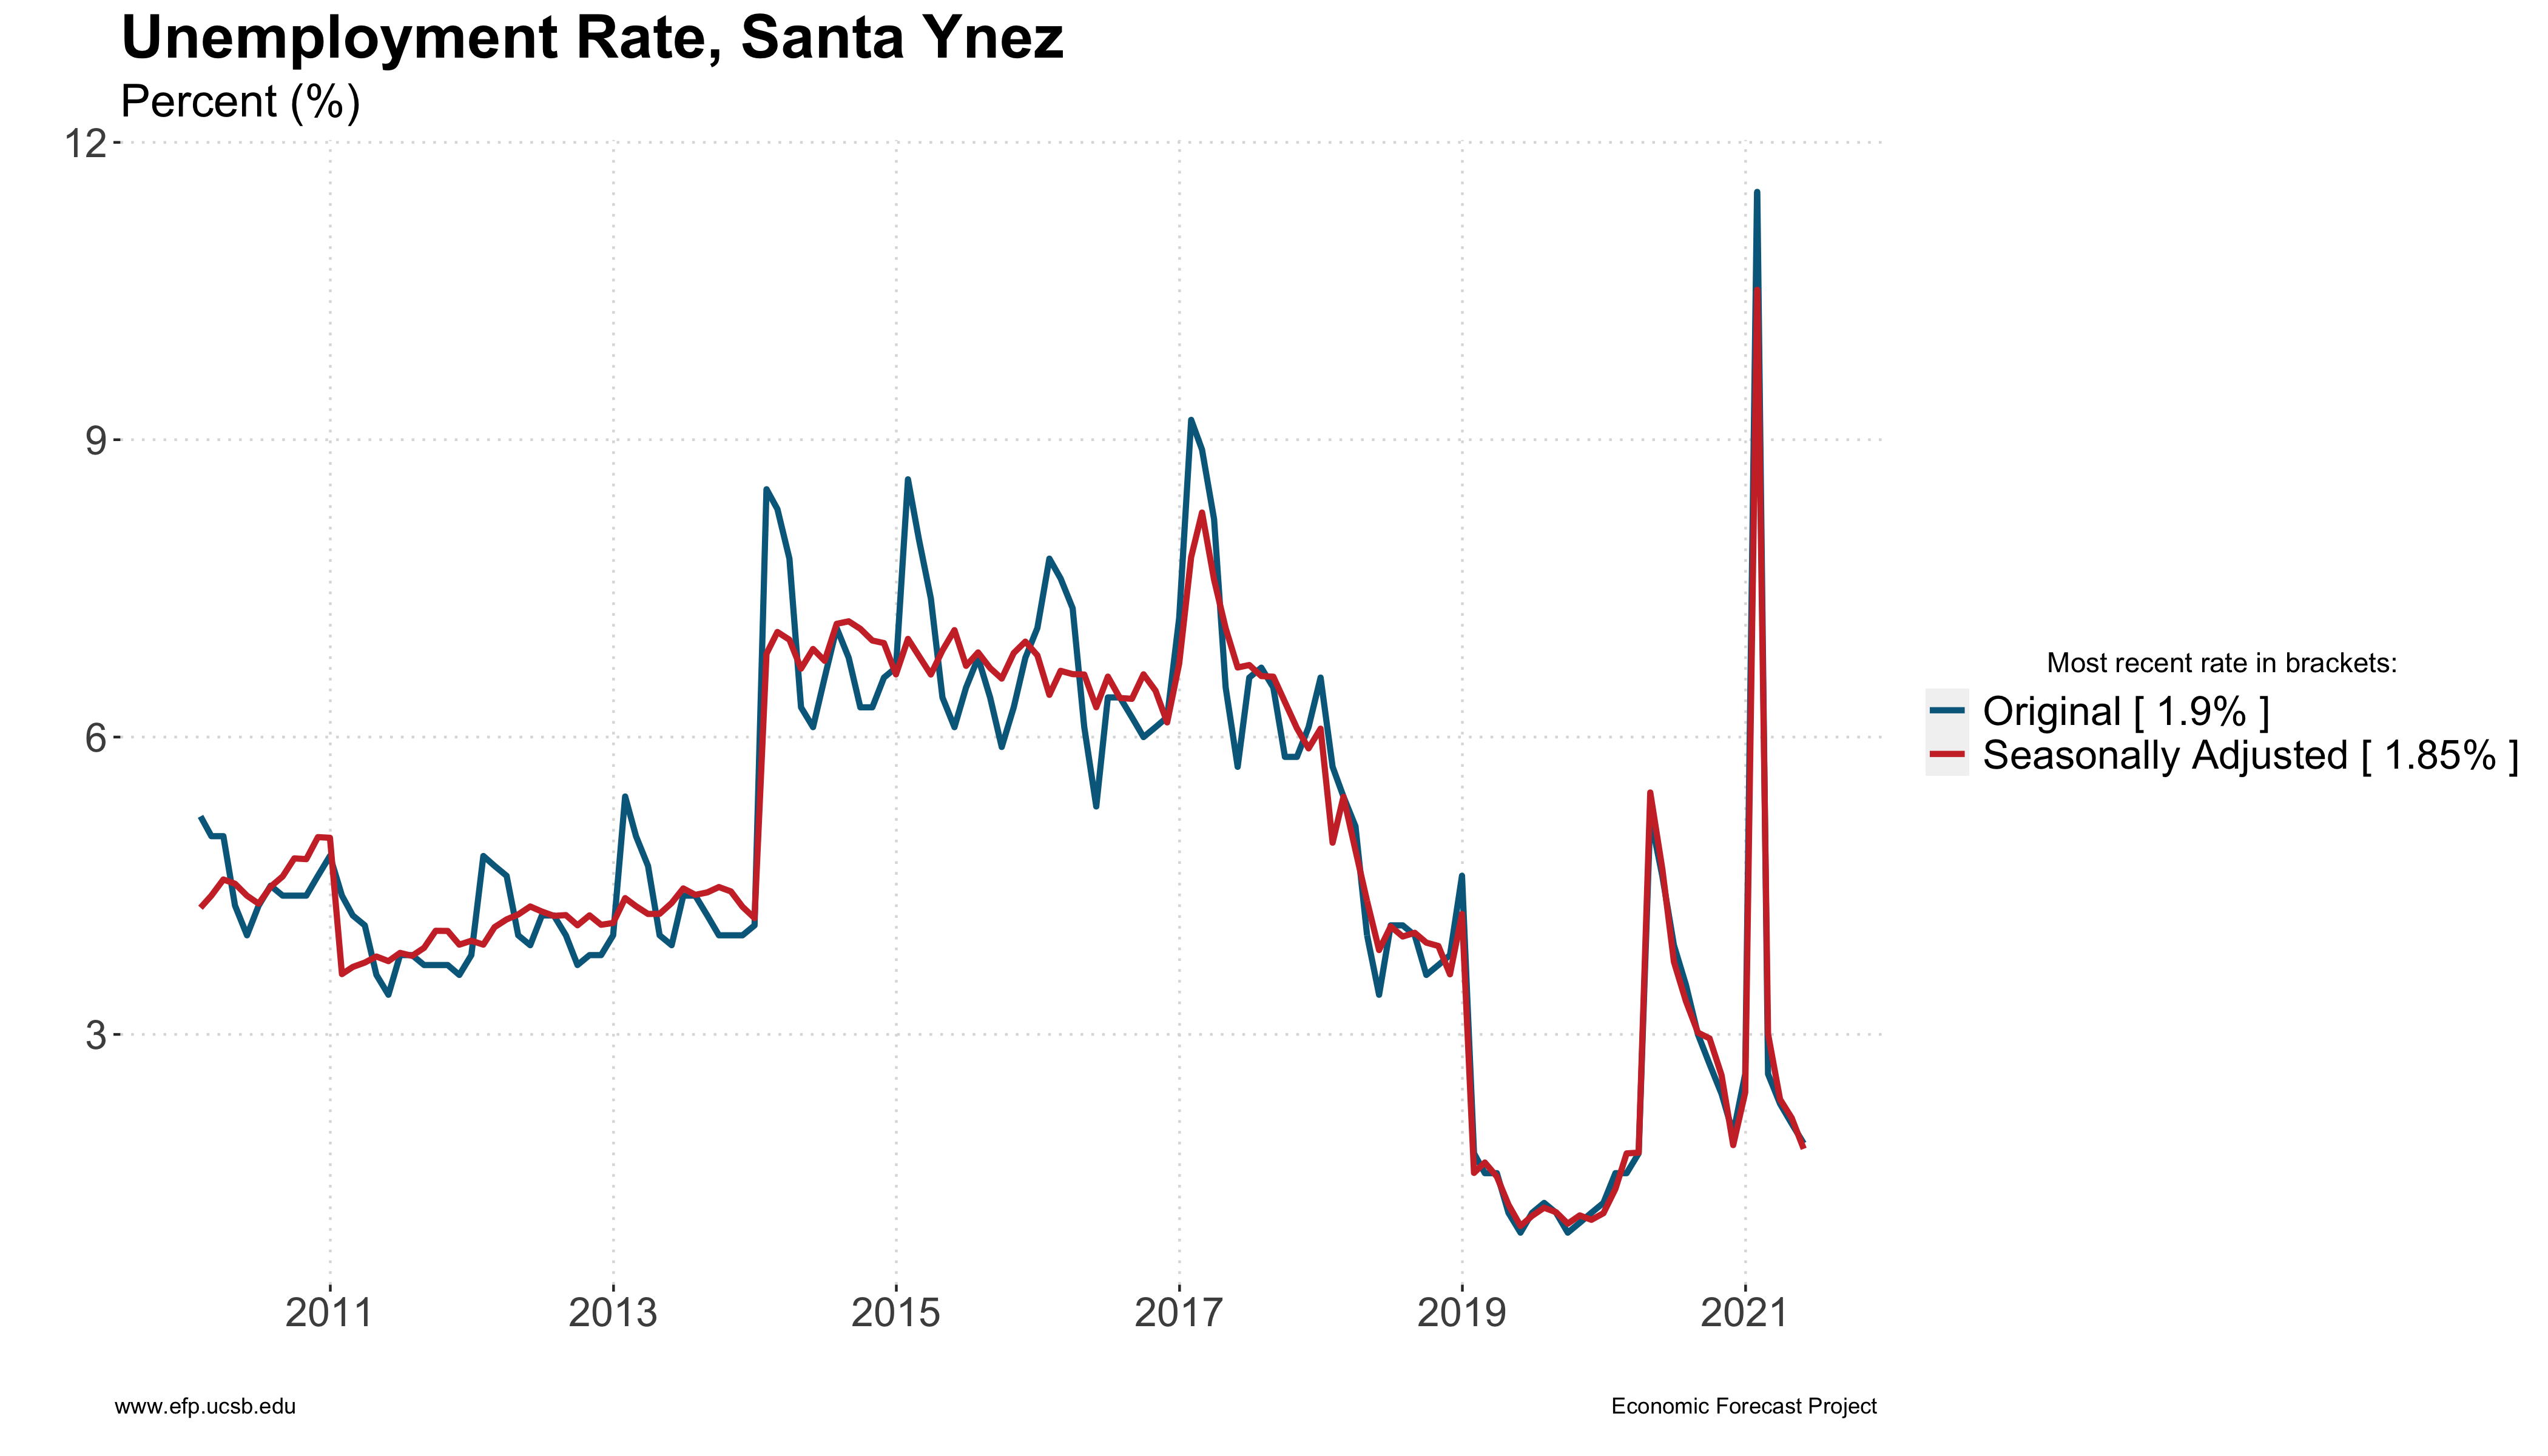 Unemployment Rate, Santa Ynez
Percent (%)
12
9
6
3
2011 2013 2015 2017 2019 2021
Most recent rate in brackets:
Original [ 1.9% ]
Seasonally Adjusted [ 1.85% ]
www.efp.ucsb.edu
Economic Forecast Project